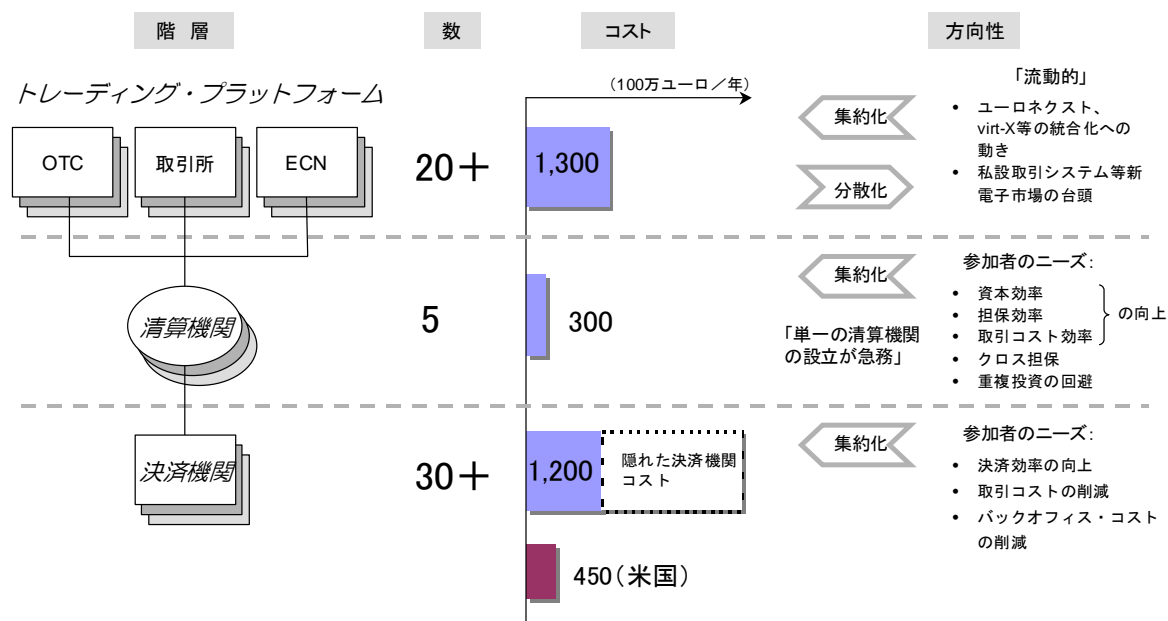 階 層
数
コスト
方向性
トレーディング・プラットフォーム
OTC
取引所
ECN
20＋
(100万ユーロ／年)
1,300
集約化
分散化
「流動的」
• ユーロネクスト、
virt-X等の統合化への
動き
• 私設取引システム等新
電子市場の台頭
清算機関
5
300
集約化
「単一の清算機関
の設立が急務」
参加者のニーズ:
• 資本効率
• 担保効率
• 取引コスト効率
の向上
• クロス担保
• 重複投資の回避
決済機関
30＋
1,200
隠れた決済機関
コスト
450(米国)
集約化
参加者のニーズ:
• 決済効率の向上
• 取引コストの削減
• バックオフィス・コスト
の削減